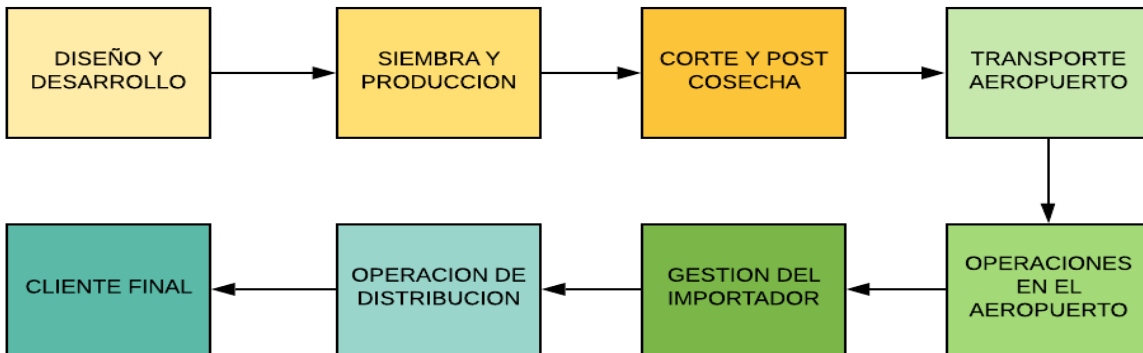 DISEÑO Y
DESARROLLO
SIEMBRA Y
PRODUCCION
CORTE Y POST
COSECHA
TRANSPORTE
AEROPUERTO
OPERACIONES
EN EL
AEROPUERTO
GESTION DEL
IMPORTADOR
OPERACION DE
DISTRIBUCION
CLIENTE FINAL